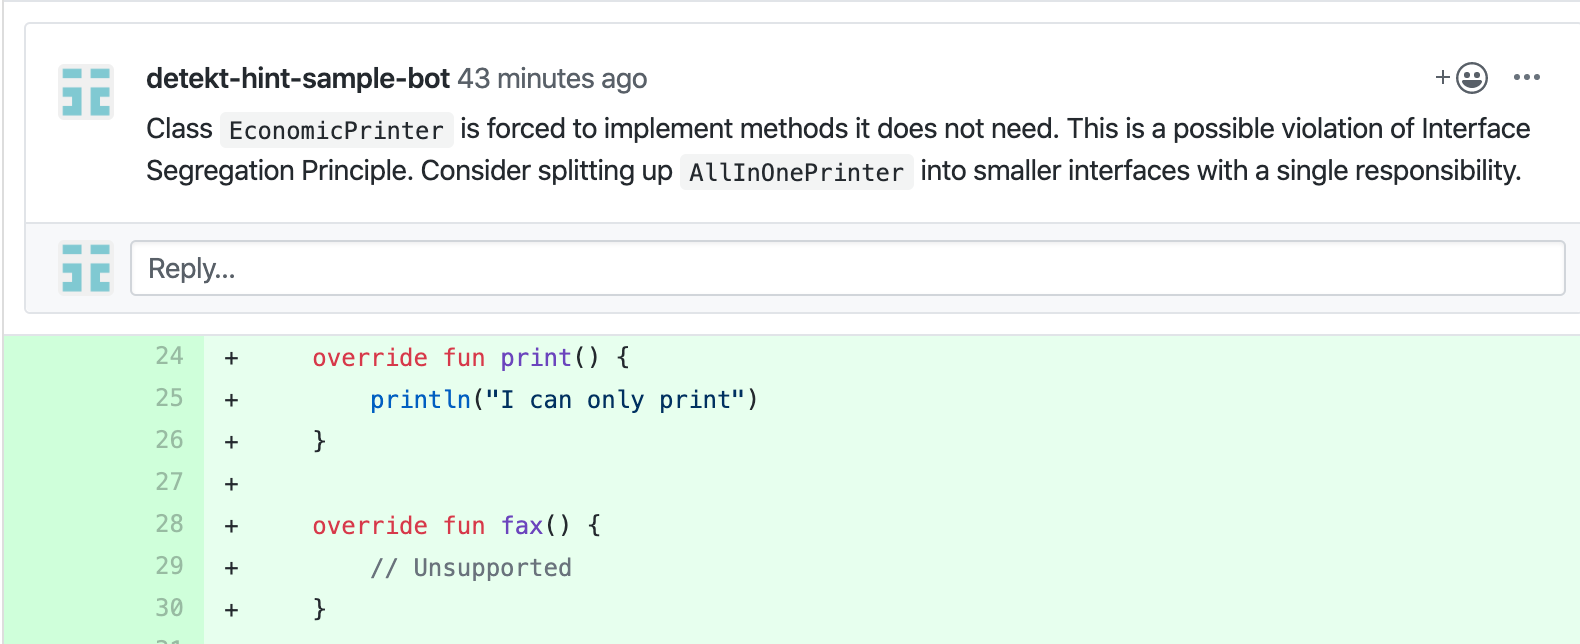 detekt-hint-sample-bot 43 minutes ago
Class EconomicPrinter is forced to implement methods it does not need. This is a possible violation of Interface
Segregation Principle. Consider splitting up AllInOnePrinter into smaller interfaces with a single responsibility.
Reply...
24 + override fun print() {
25 + println("I can only print")
26 + }
27 +
28 + override fun fax() {
29 + // Unsupported
30 + }